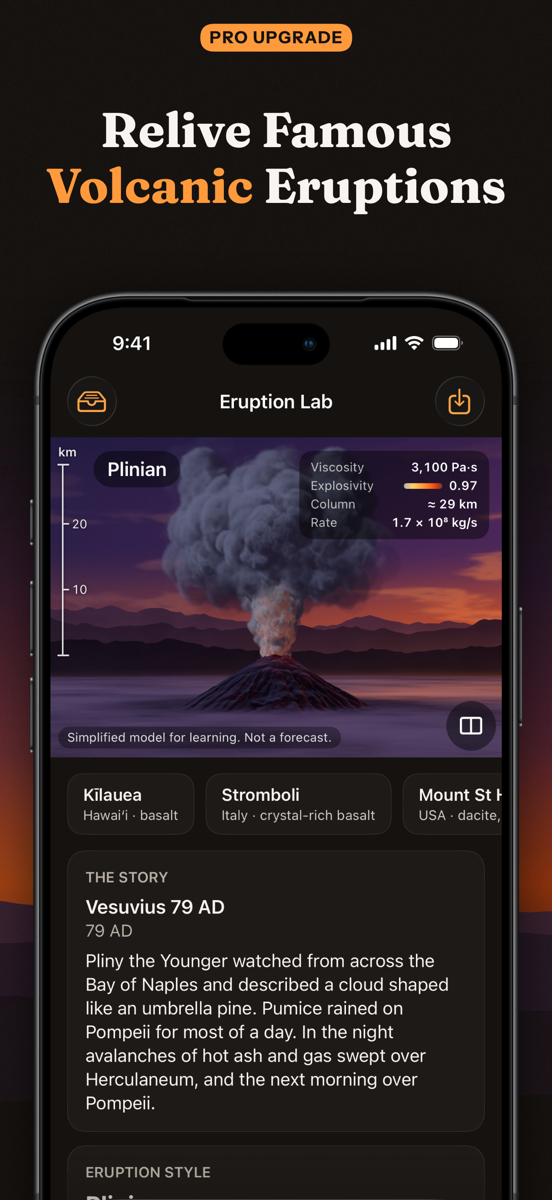 PRO UPGRADE
Relive Famous
Volcanic Eruptions
9:41
Eruption Lab
km
20
10
Plinian
Viscosity 3,100 Pa·s
Explosivity 0.97
Column ≈ 29 km
Rate 1.7 × 10⁸ kg/s
Simplified model for learning. Not a forecast.
Kīlauea
Hawaiʻi · basalt
Stromboli
Italy · crystal-rich basalt
Mount St
USA · dacite,
THE STORY
Vesuvius 79 AD
79 AD
Pliny the Younger watched from across the
Bay of Naples and described a cloud shaped
like an umbrella pine. Pumice rained on
Pompeii for most of a day. In the night
avalanches of hot ash and gas swept over
Herculaneum, and the next morning over
Pompeii.
ERUPTION STYLE